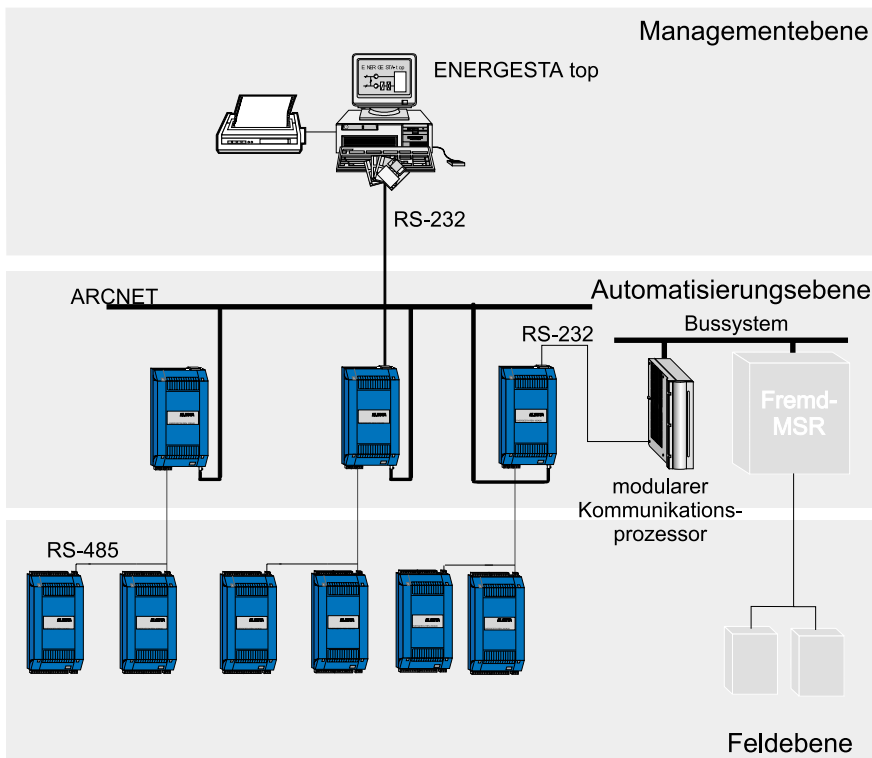 Managementebene
ENERGESTA top
RS-232
ARCNET
Automatisierungsebene
Bussystem
RS-232
Fremd-
MSR
modularer
Kommunikations-
prozessor
RS-485
Feldebene